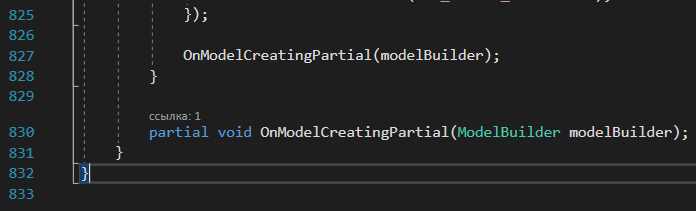 825 });
826
827 OnModelCreatingPartial(modelBuilder);
828 }
829
ссылка: 1
830 partial void OnModelCreatingPartial(ModelBuilder modelBuilder);
831 }
832 }
833